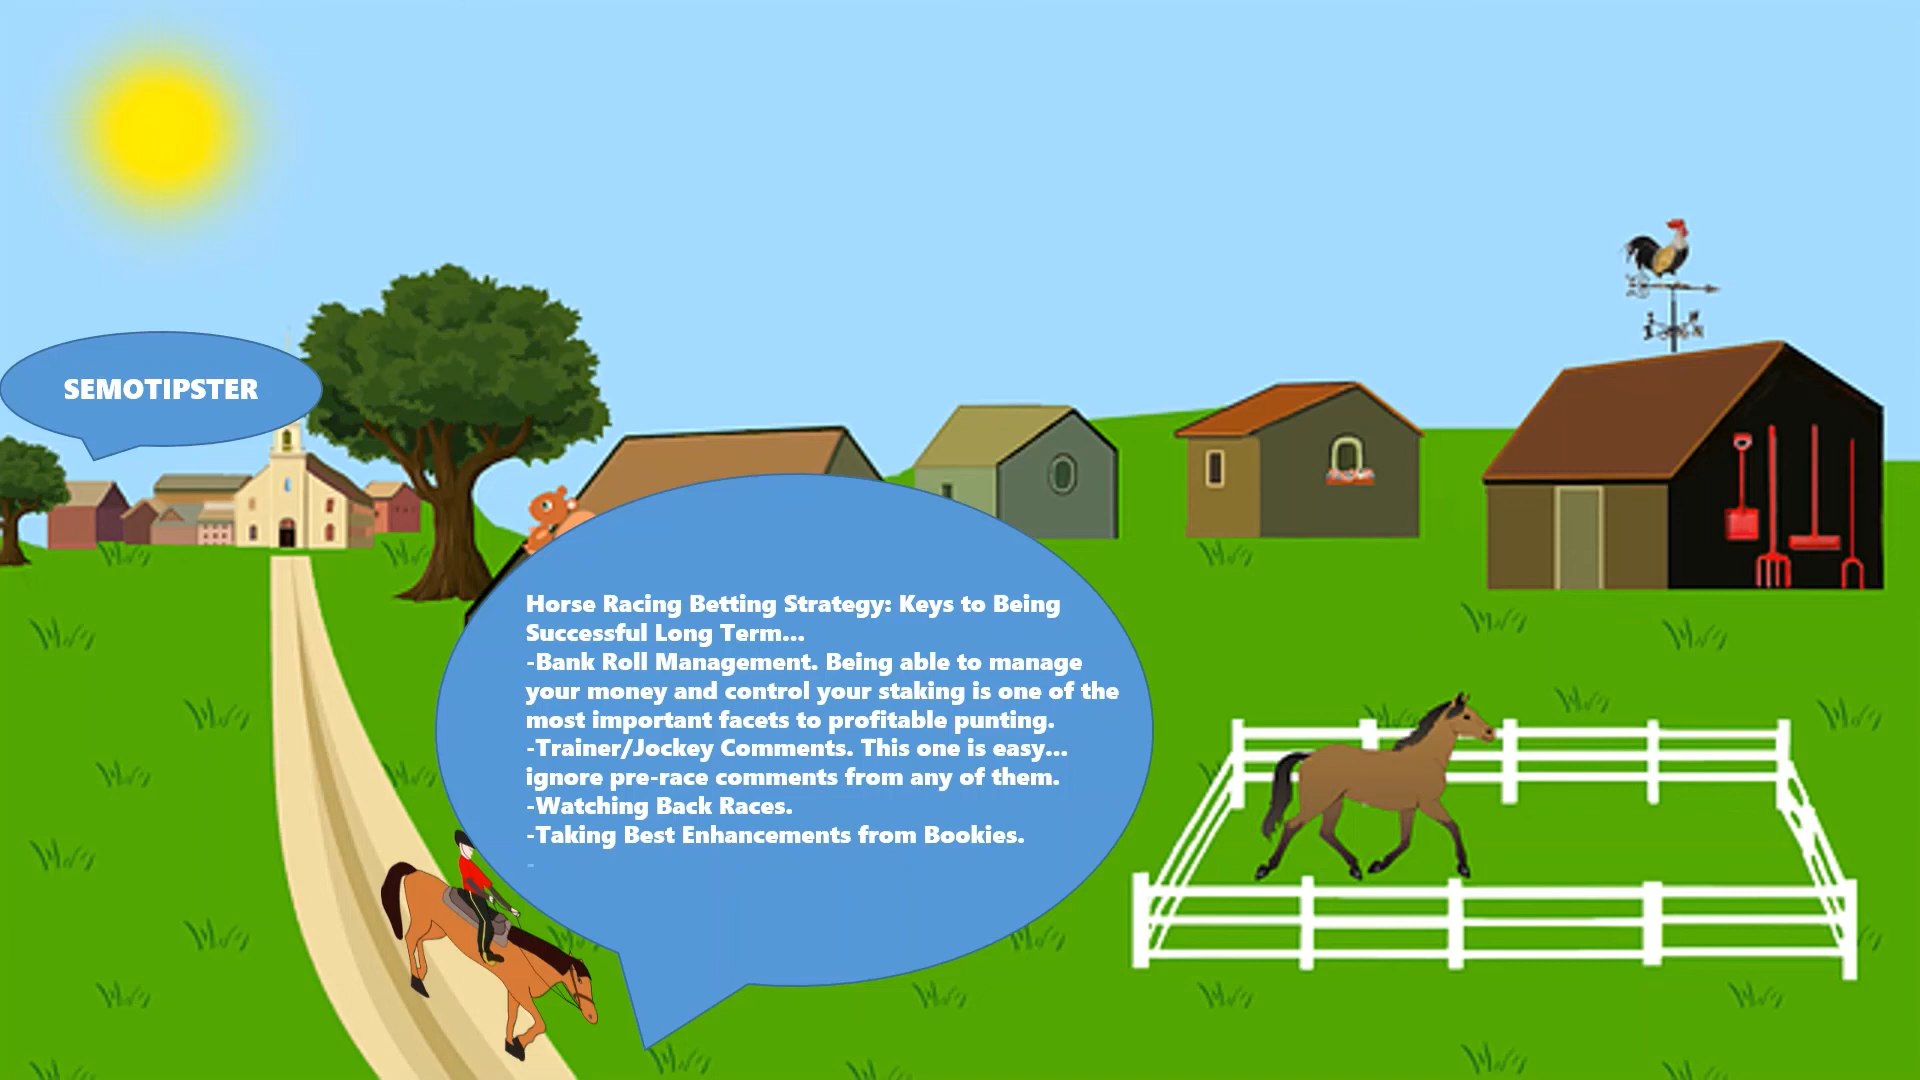 SEMOTIPSTER
Horse Racing Betting Strategy: Keys to Being
Successful Long Term...
-Bank Roll Management. Being able to manage
your money and control your staking is one of the
most important facets to profitable punting.
-Trainer/Jockey Comments. This one is easy...
ignore pre-race comments from any of them.
-Watching Back Races.
-Taking Best Enhancements from Bookies.
-